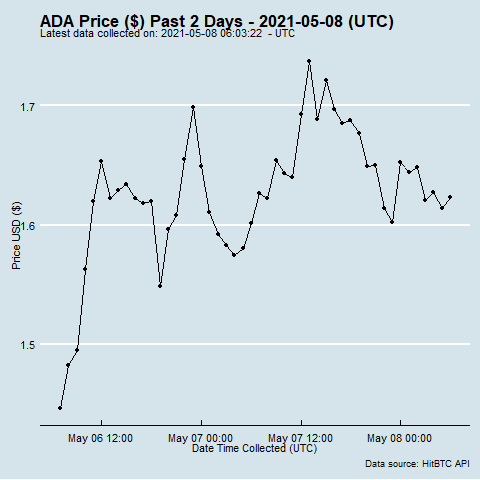 ADA Price ($) Past 2 Days - 2021-05-08 (UTC)
Latest data collected on: 2021-05-08 06:03:22 - UTC
Price USD ($)
1.7
1.6
1.5
May 06 12:00 May 07 00:00 May 07 12:00 May 08 00:00
Date Time Collected (UTC)
Data source: HitBTC API